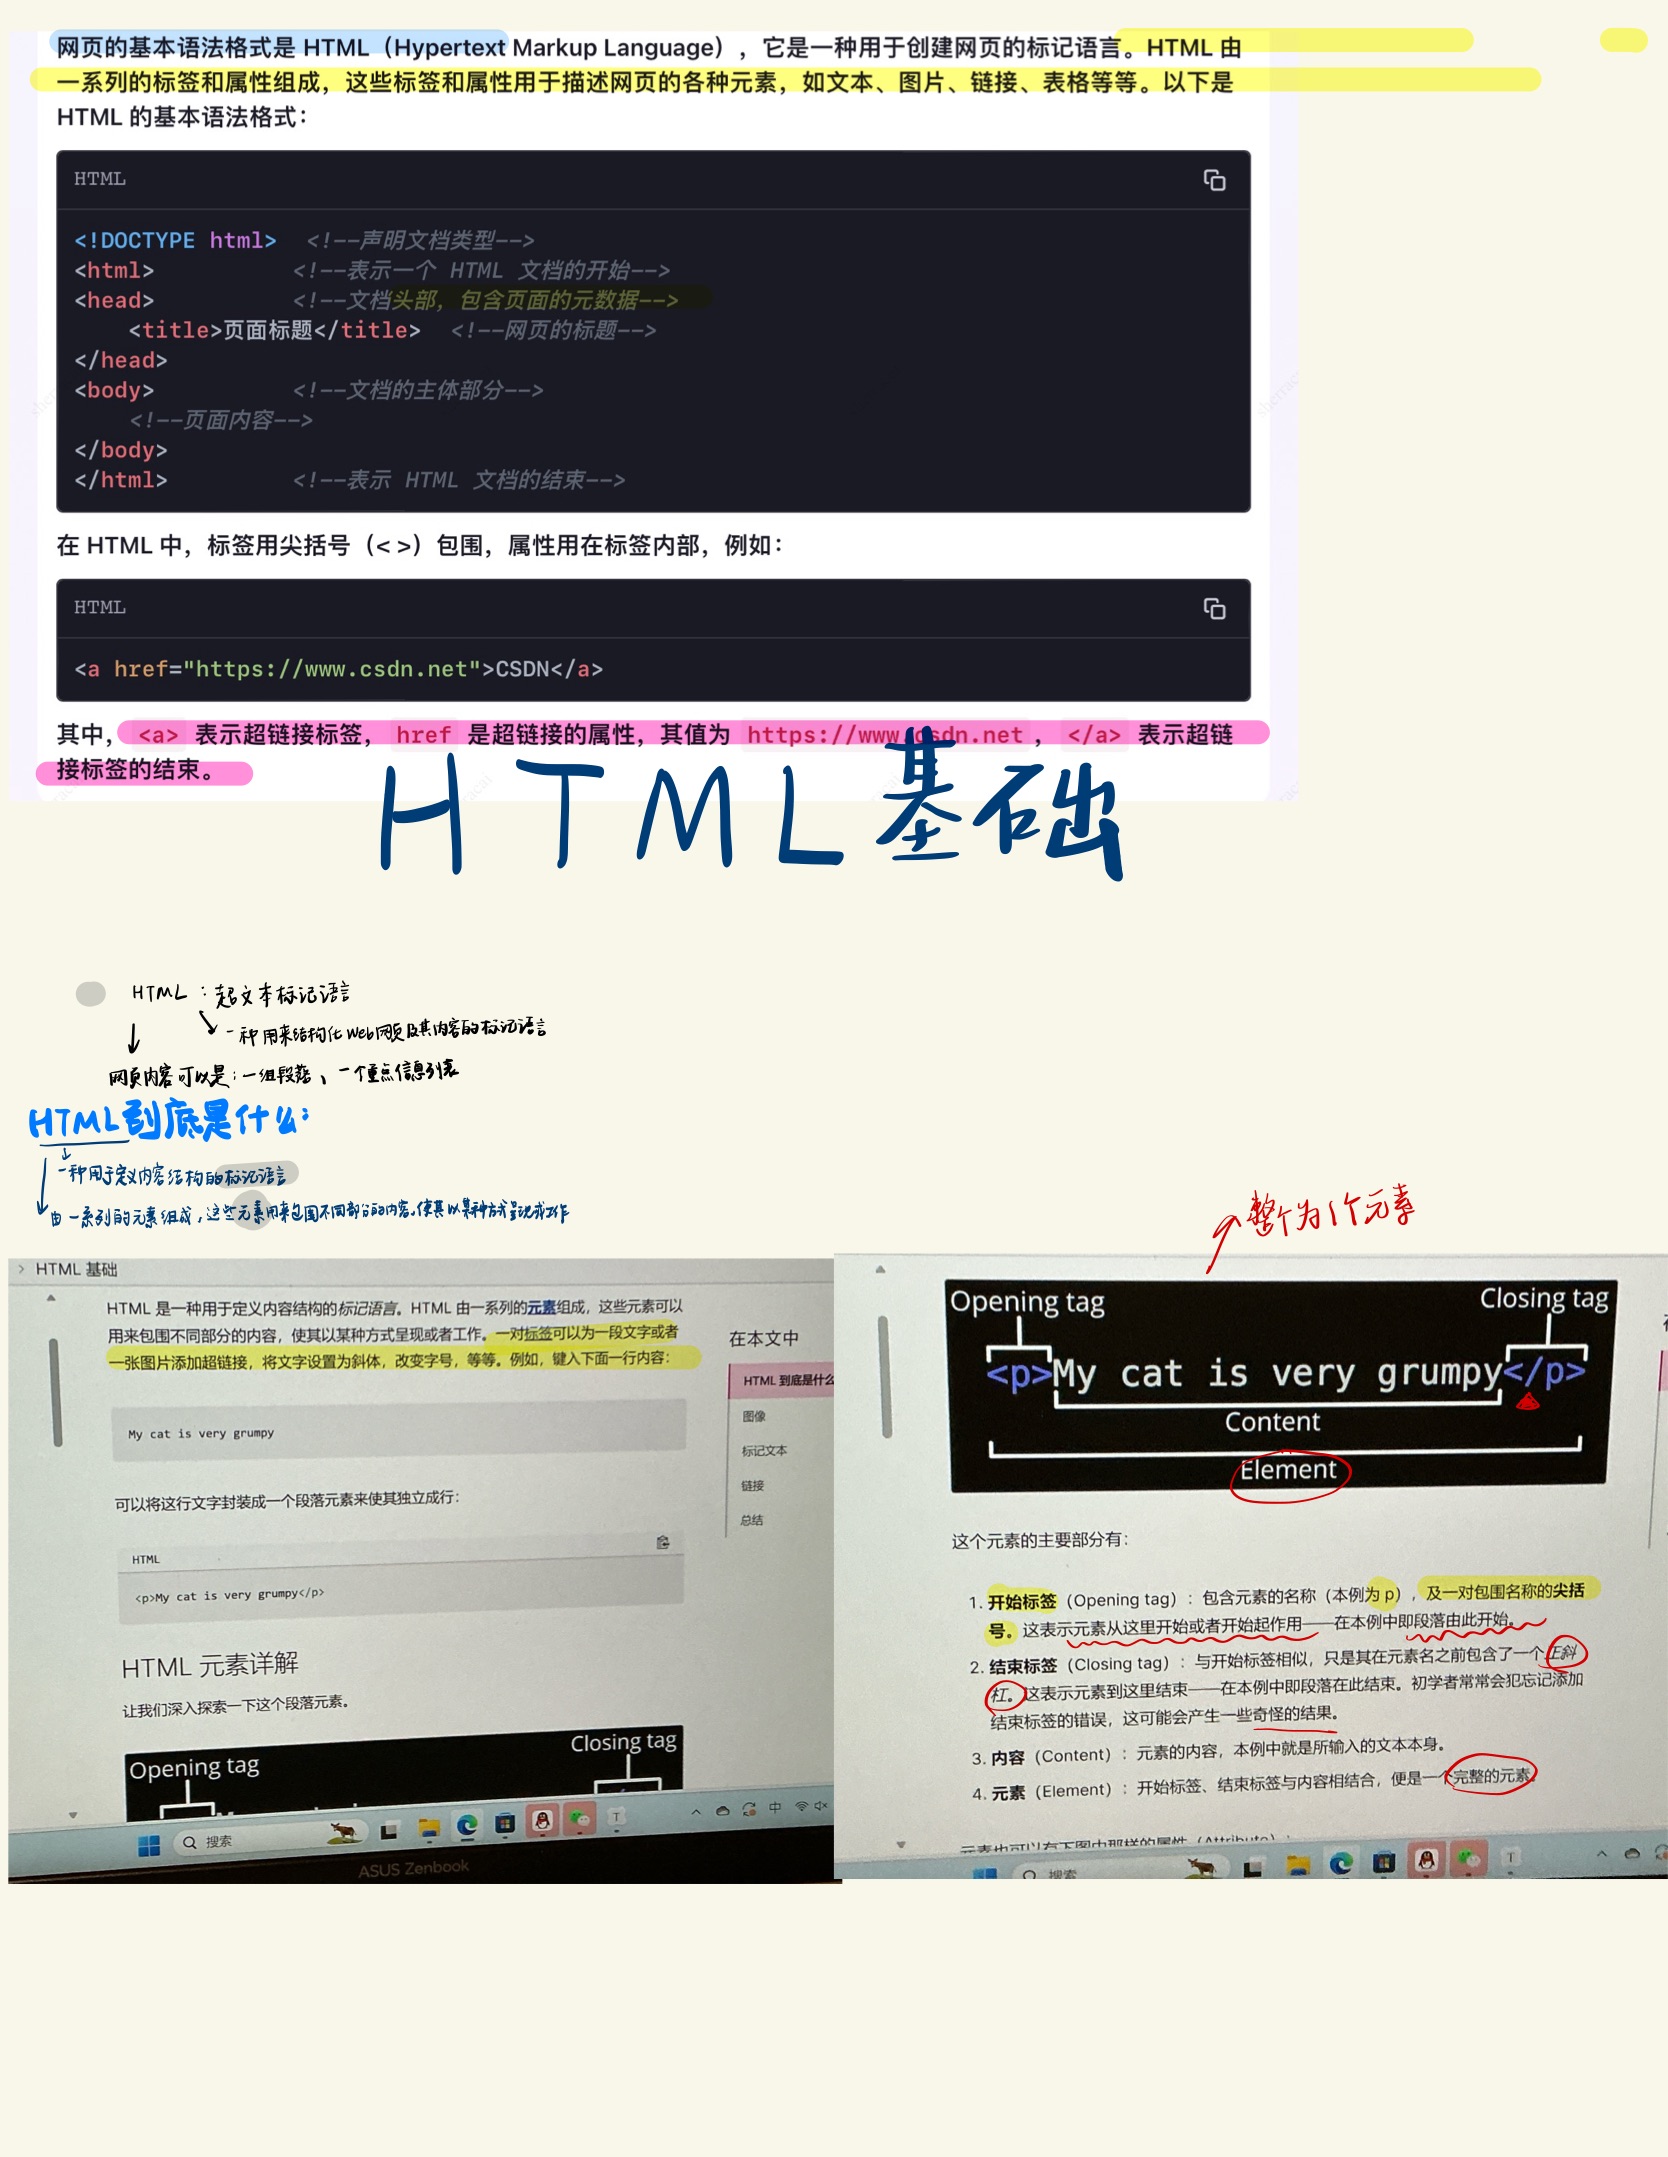 网页的基本语法格式是 HTML（Hypertext Markup Language），它是一种用于创建网页的标记语言。HTML 由
一系列的标签和属性组成，这些标签和属性用于描述网页的各种元素，如文本、图片、链接、表格等等。以下是
HTML 的基本语法格式：
HTML
<!DOCTYPE html> <!--声明文档类型-->
<html> <!--表示一个 HTML 文档的开始-->
<head> <!--文档头部，包含页面的元数据-->
<title>页面标题</title> <!--网页的标题-->
</head>
<body> <!--文档的主体部分-->
<!--页面内容-->
</body>
</html> <!--表示 HTML 文档的结束-->
在 HTML 中，标签用尖括号（< >）包围，属性用在标签内部，例如：
HTML
<a href="https://www.csdn.net">CSDN</a>
其中，<a> 表示超链接标签，href 是超链接的属性，其值为 https://www.csdn.net，</a> 表示超链
接标签的结束。
HTML基础
HTML：起文本标记语言
一种用来结构化Web网页及其内容的标记语言
网页内容可以是：一组段落、一个重点信息列表
HTML到底是什么：
一种用于定义内容结构的标记语言
由一系列的元素组成，这些元素用来包围不同部分的内容，使其以某种方式呈现或工作
HTML 基础
HTML 是一种用于定义内容结构的标记语言。HTML 由一系列的元素组成，这些元素可以
用来包围不同部分的内容，使其以某种方式呈现或者工作。一对标签可以为一段文字或者
一张图片添加超链接，将文字设置为斜体，改变字号，等等。例如，键入下面一行内容：
My cat is very grumpy
可以将这行文字封装成一个段落元素来使其独立成行：
HTML
<p>My cat is very grumpy</p>
HTML 元素详解
让我们深入探索一下这个段落元素。
Opening tag
Closing tag
在本文中
HTML 到底是什么
图像
标记文本
链接
总结
搜索
中
ASUS Zenbook
整个为1个元素
Opening tag
Closing tag
<p>My cat is very grumpy</p>
Content
Element
这个元素的主要部分有：
1. 开始标签（Opening tag）：包含元素的名称（本例为 p），及一对包围名称的尖括
号。这表示元素从这里开始或者开始起作用——在本例中即段落由此开始。
2. 结束标签（Closing tag）：与开始标签相似，只是其在元素名之前包含了一个正斜
杠。这表示元素到这里结束——在本例中即段落在此结束。初学者常常会犯忘记添加
结束标签的错误，这可能会产生一些奇怪的结果。
3. 内容（Content）：元素的内容，本例中就是所输入的文本本身。
4. 元素（Element）：开始标签、结束标签与内容相结合，便是一个完整的元素。
元素也可以有下图中那样的属性（Attribute）：
搜索